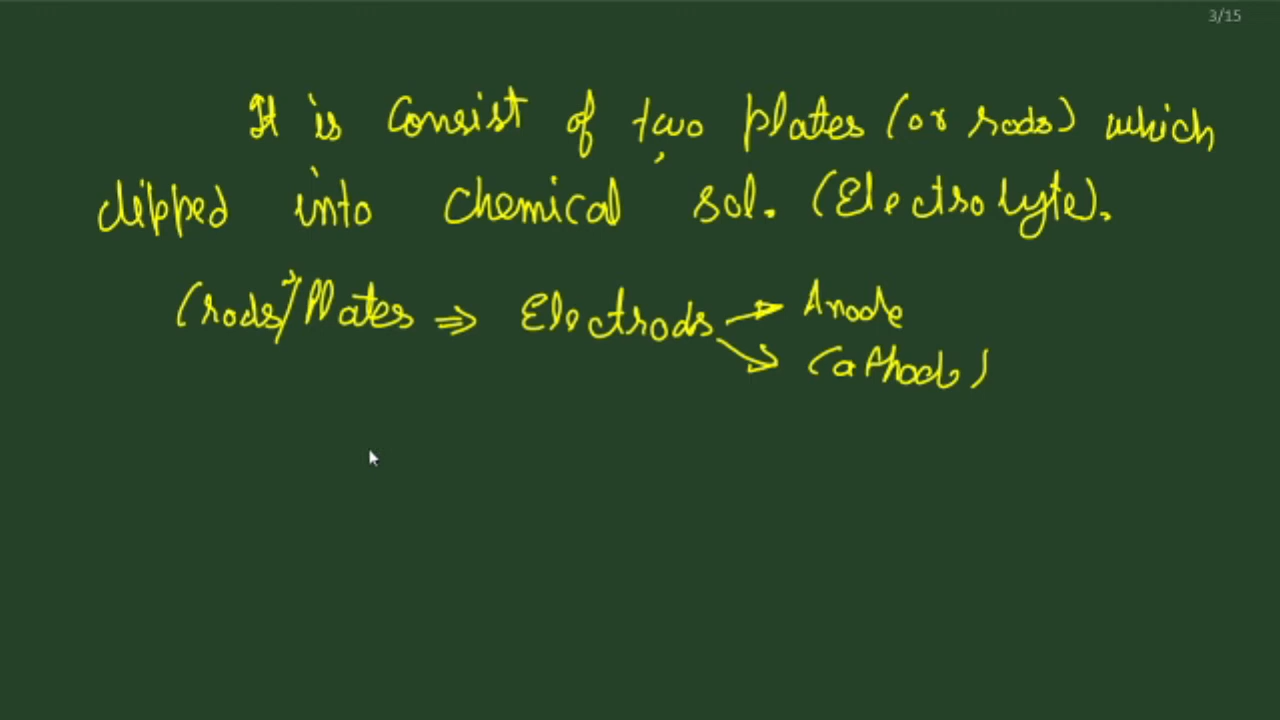 3/15
It is consist of two plates (or rods) which
dipped into chemical sol. (Electrolyte).
(rods/Plates ⇒ Electrods → Anode
→ Cathode)